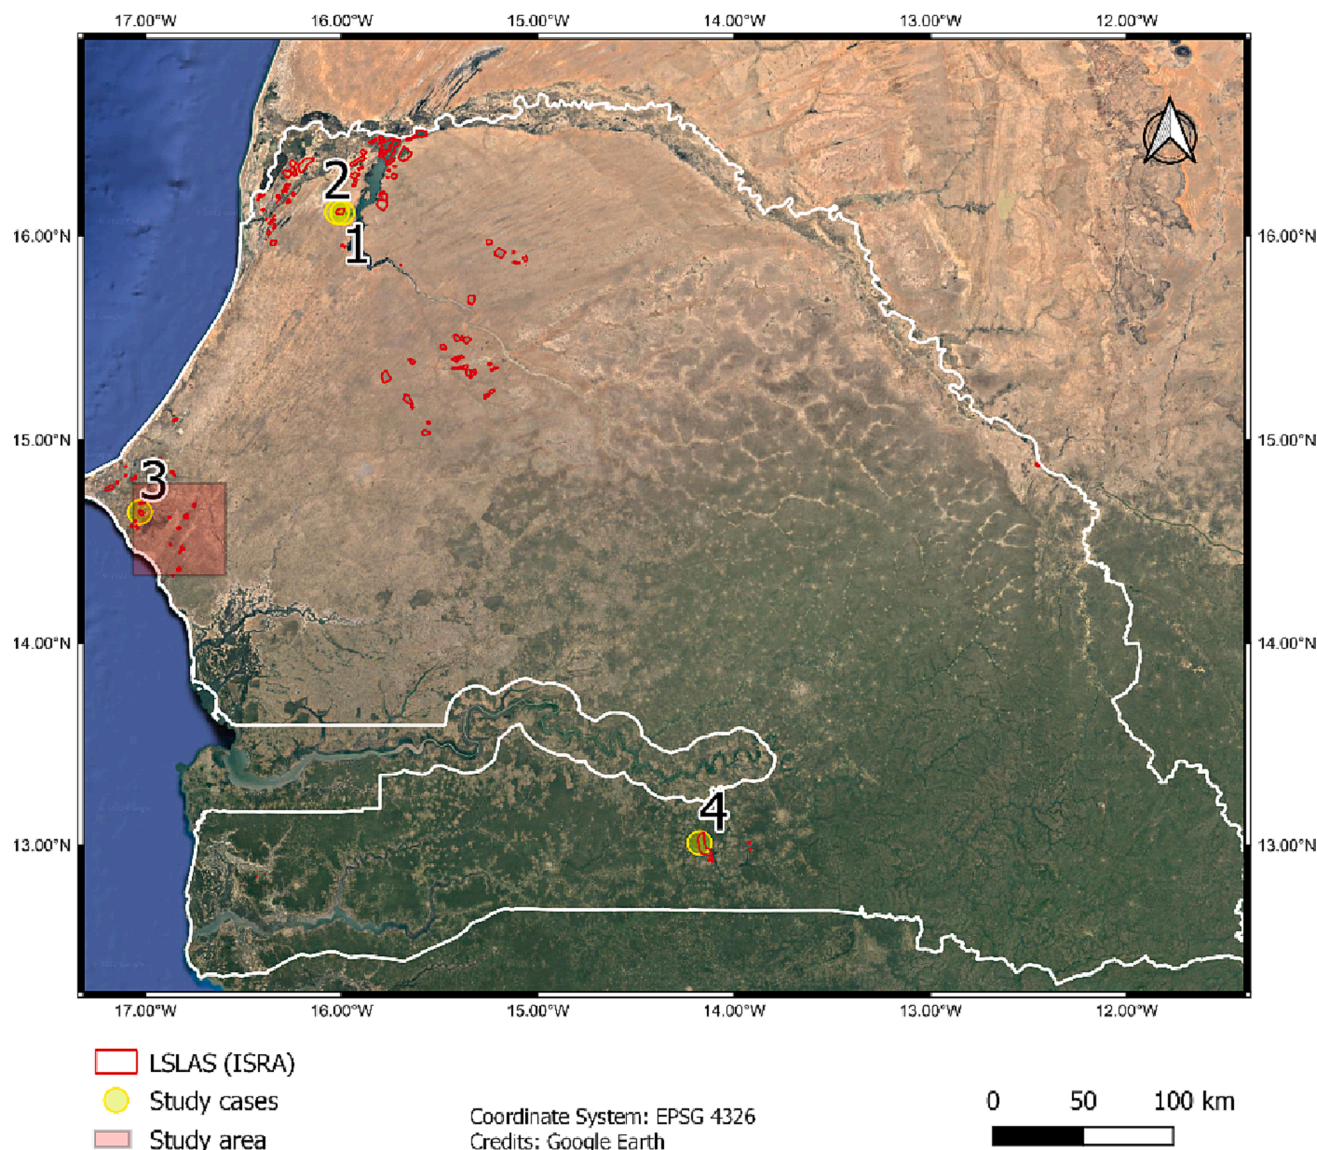 17.00°W 16.00°W 15.00°W 14.00°W 13.00°W 12.00°W
2
16.00°N 1 16.00°N
15.00°N 15.00°N
3
14.00°N 14.00°N
4
13.00°N 13.00°N
17.00°W 16.00°W 15.00°W 14.00°W 13.00°W 12.00°W
LSLAS (ISRA)
Study cases
Study area
Coordinate System: EPSG 4326
Credits: Google Earth
0 50 100 km